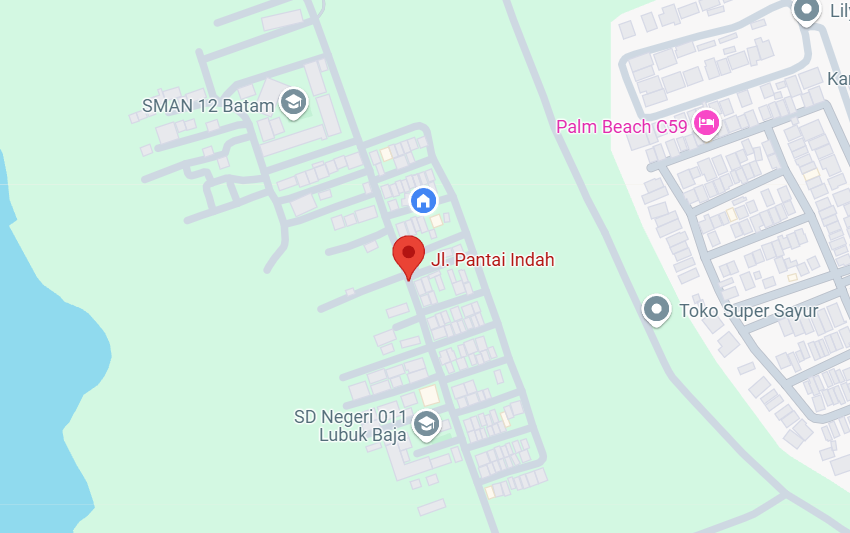 Lily
SMAN 12 Batam
Kar
Palm Beach C59
Jl. Pantai Indah
Toko Super Sayur
SD Negeri 011
Lubuk Baja